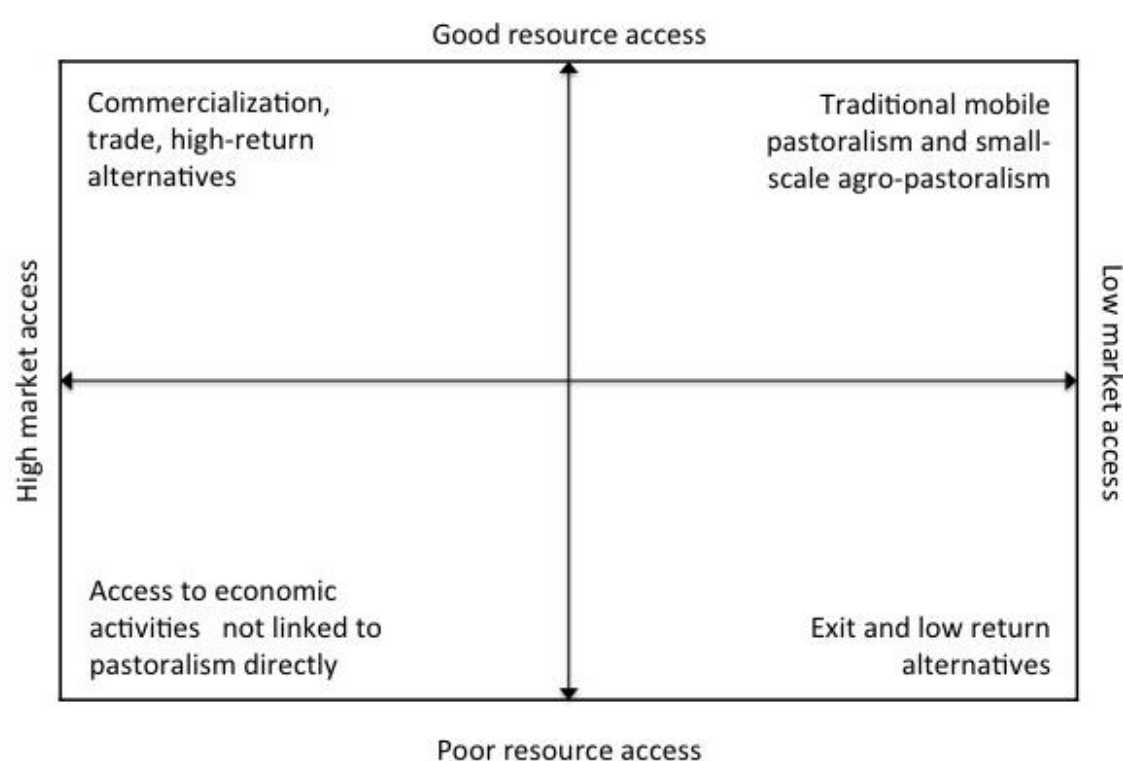 Good resource access
Commercialization,
trade, high-return
alternatives
Traditional mobile
pastoralism and small-
scale agro-pastoralism
High market access
Low market access
Access to economic
activities   not linked to
pastoralism directly
Exit and low return
alternatives
Poor resource access